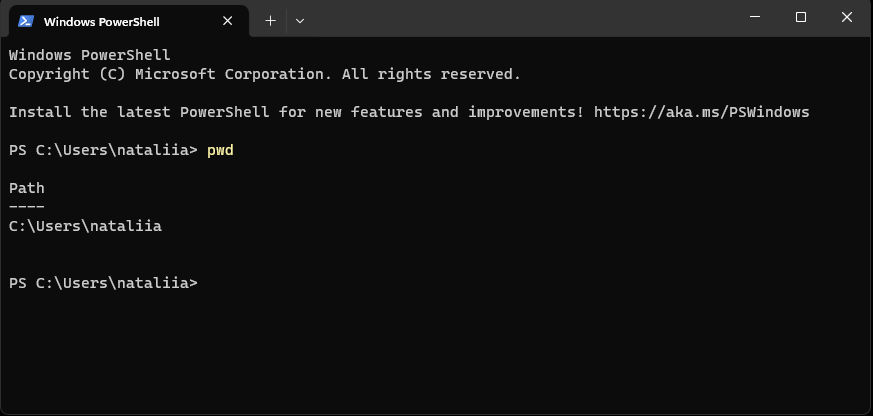 Windows PowerShell
Windows PowerShell
Copyright (C) Microsoft Corporation. All rights reserved.
Install the latest PowerShell for new features and improvements! https://aka.ms/PSWindows
PS C:\Users\nataliia> pwd
Path
----
C:\Users\nataliia
PS C:\Users\nataliia>